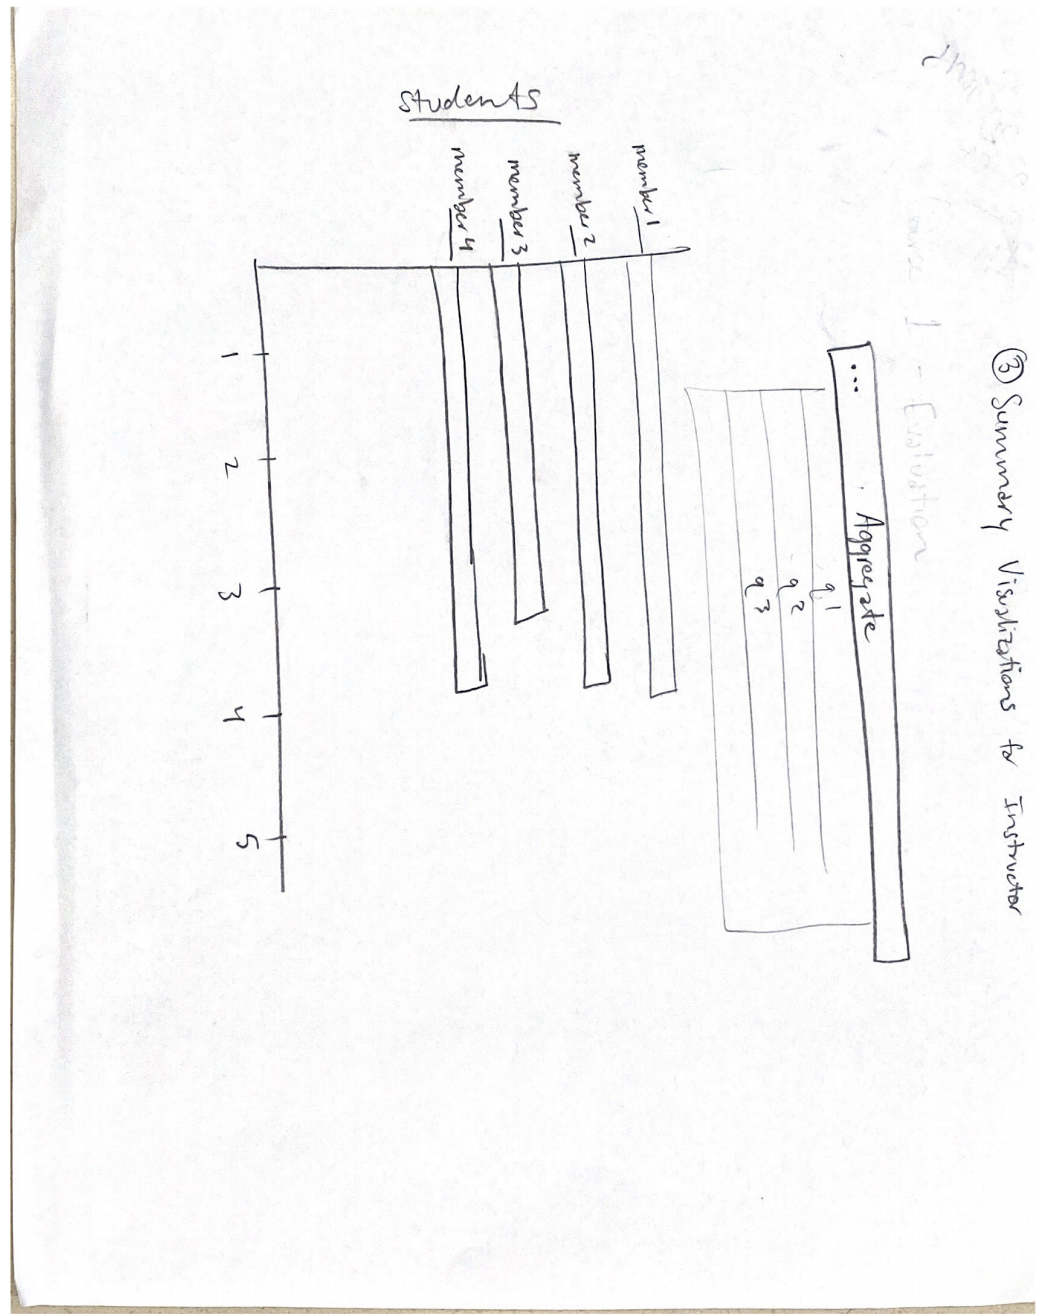 ③ Summary Visualizations to Instructor
... Aggregate
q1
q2
q3
Students
member 1
member 2
member 3
member 4
1 2 3 4 5